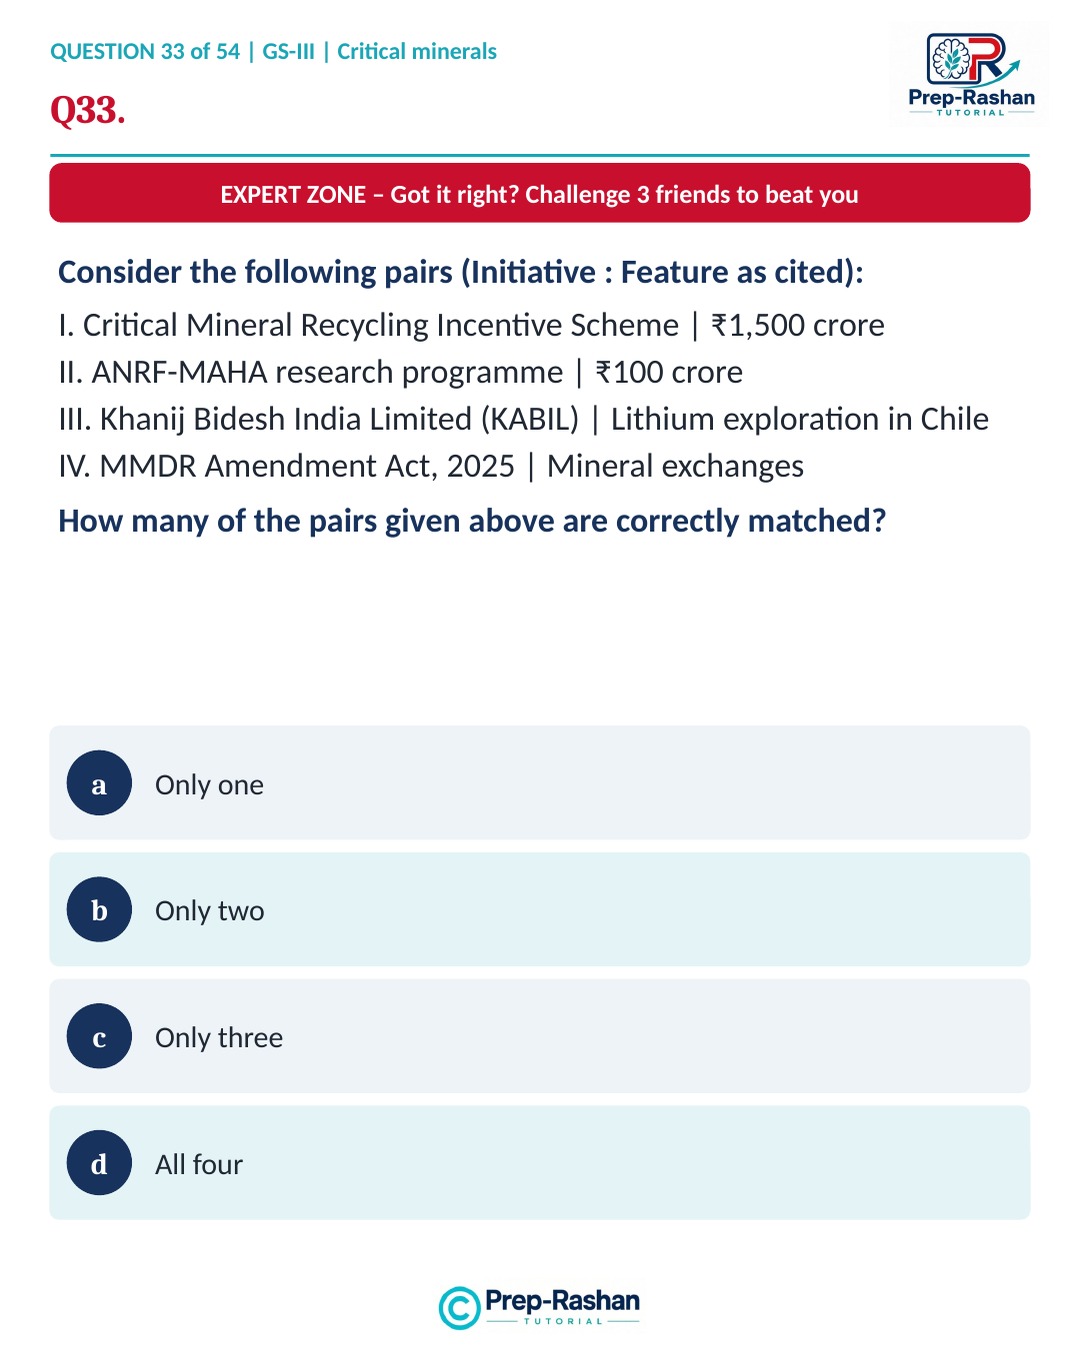 QUESTION 33 of 54 | GS-III | Critical minerals
Q33.
R
Prep-Rashan
TUTORIAL
EXPERT ZONE – Got it right? Challenge 3 friends to beat you
Consider the following pairs (Initiative : Feature as cited):
I. Critical Mineral Recycling Incentive Scheme | ₹1,500 crore
II. ANRF-MAHA research programme | ₹100 crore
III. Khanij Bidesh India Limited (KABIL) | Lithium exploration in Chile
IV. MMDR Amendment Act, 2025 | Mineral exchanges
How many of the pairs given above are correctly matched?
a Only one
b Only two
c Only three
d All four
© Prep-Rashan
TUTORIAL